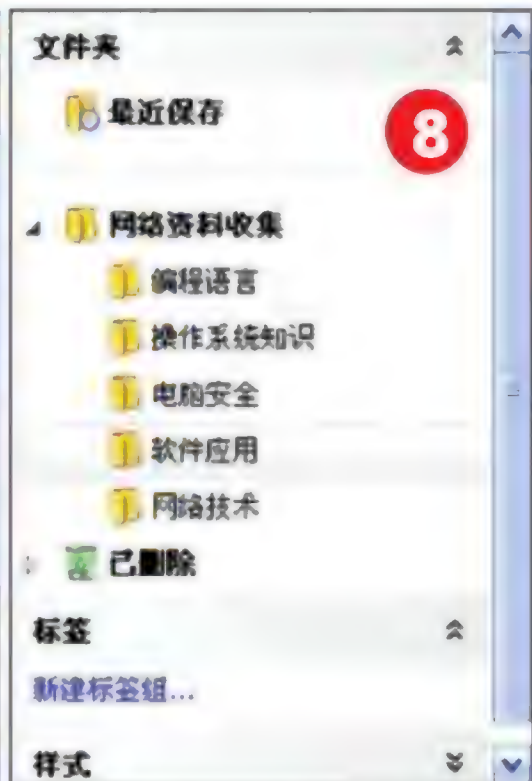 文件夹
最近保存
8
网络资料收集
编程语言
操作系统知识
电脑安全
软件应用
网络技术
已删除
标签
新建标签组...
样式